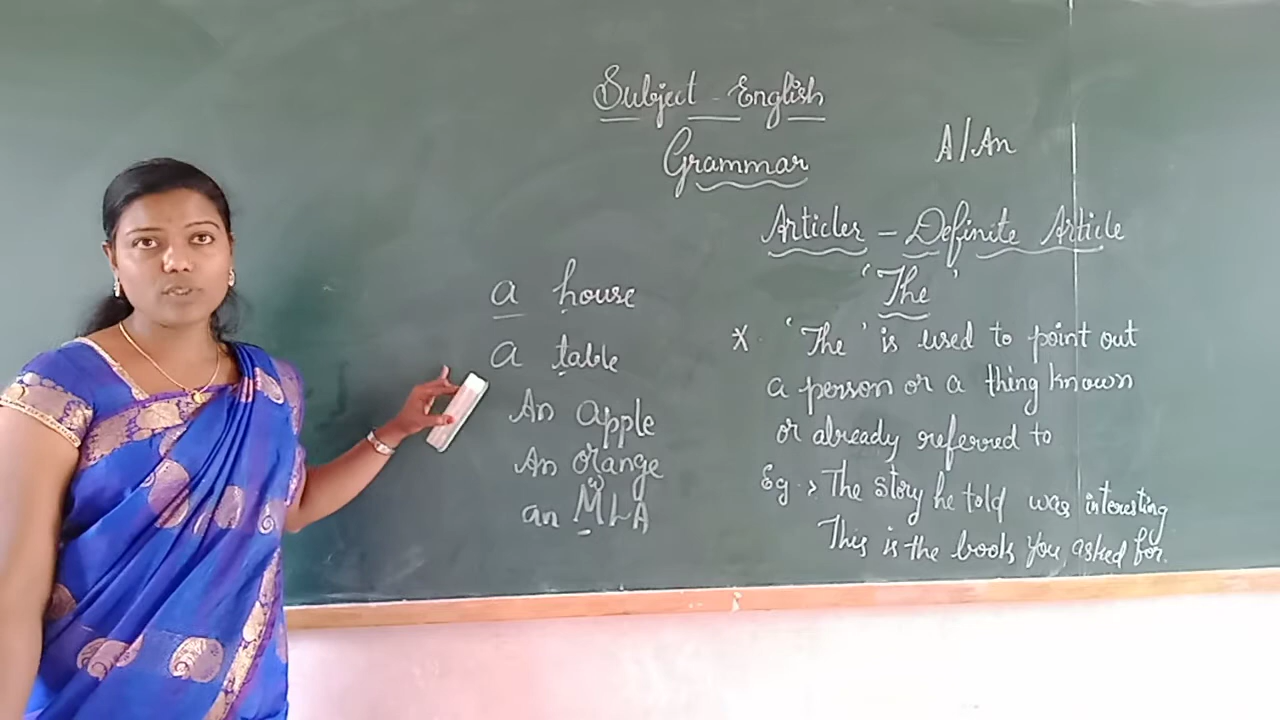 Subject - English
Grammar
A/An
Articles - Definite Article
'The'
a house
a table
An apple
An orange
an MLA
* 'The' is used to point out
a person or a thing known
or already referred to
Eg :> The story he told was interesting
This is the book you asked for.